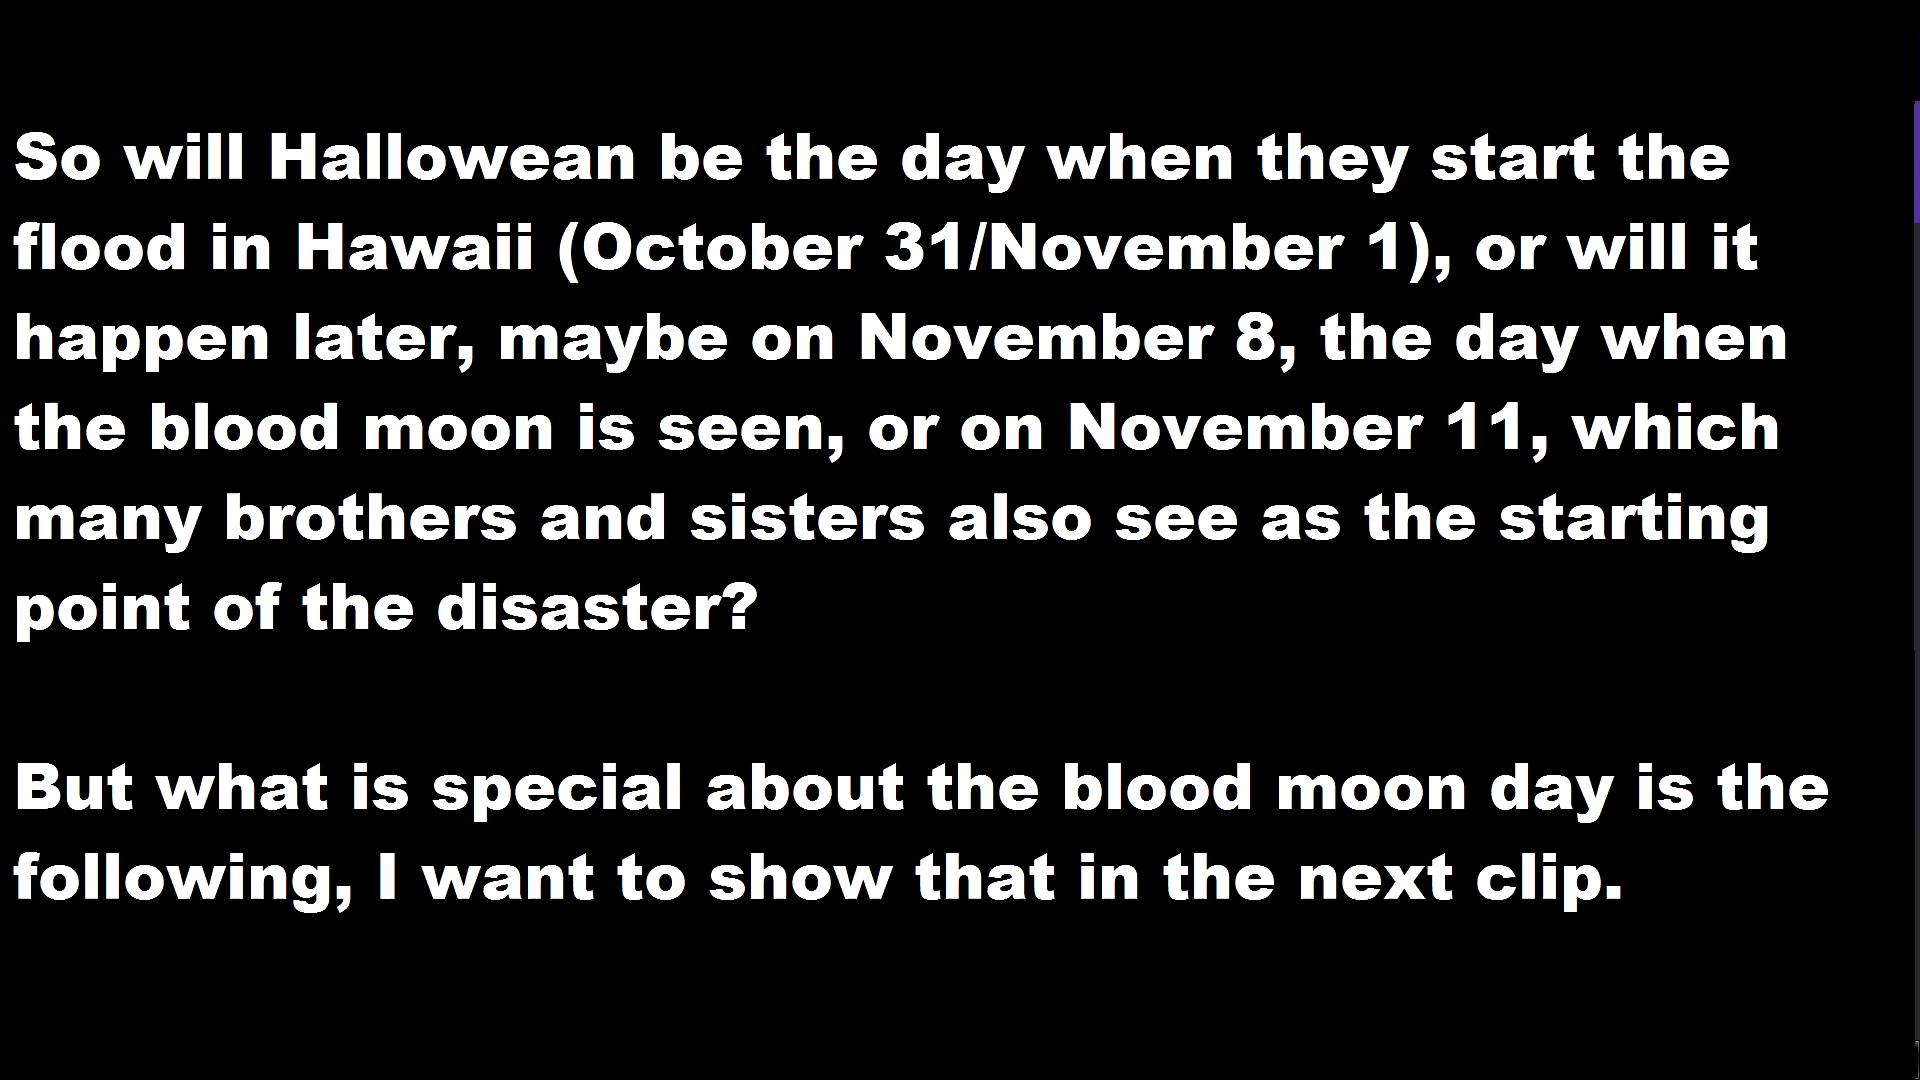 So will Hallowean be the day when they start the
flood in Hawaii (October 31/November 1), or will it
happen later, maybe on November 8, the day when
the blood moon is seen, or on November 11, which
many brothers and sisters also see as the starting
point of the disaster?
But what is special about the blood moon day is the
following, I want to show that in the next clip.